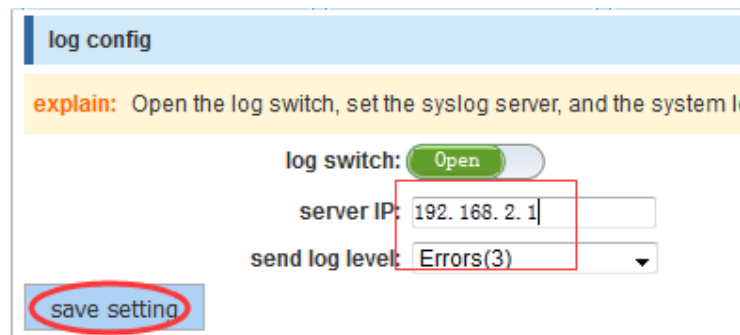 log config
explain: Open the log switch, set the syslog server, and the system
log switch: Open
server IP: 192.168.2.1
send log level: Errors(3)
save setting